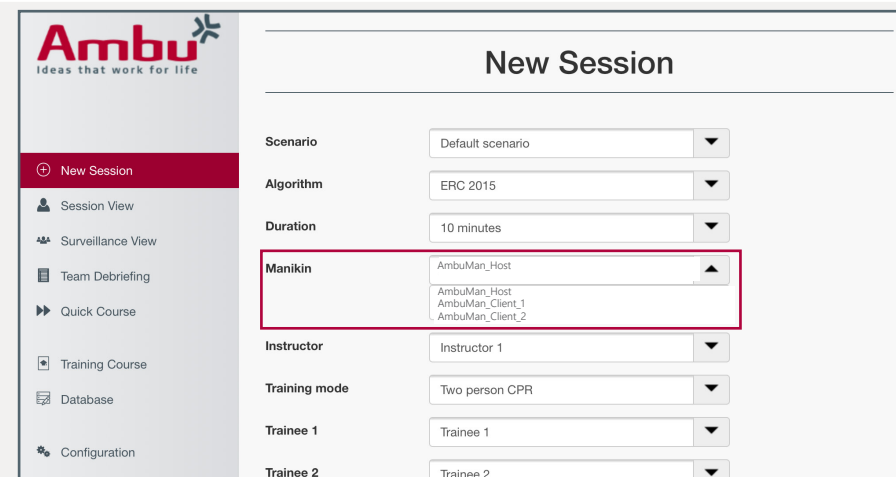 Ambu
Ideas that work for life
New Session
Session View
Surveillance View
Team Debriefing
Quick Course
Training Course
Database
Configuration
New Session
Scenario Default scenario
Algorithm ERC 2015
Duration 10 minutes
Manikin AmbuMan_Host
AmbuMan_Host
AmbuMan_Client_1
AmbuMan_Client_2
Instructor Instructor 1
Training mode Two person CPR
Trainee 1 Trainee 1
Trainee 2 Trainee 2